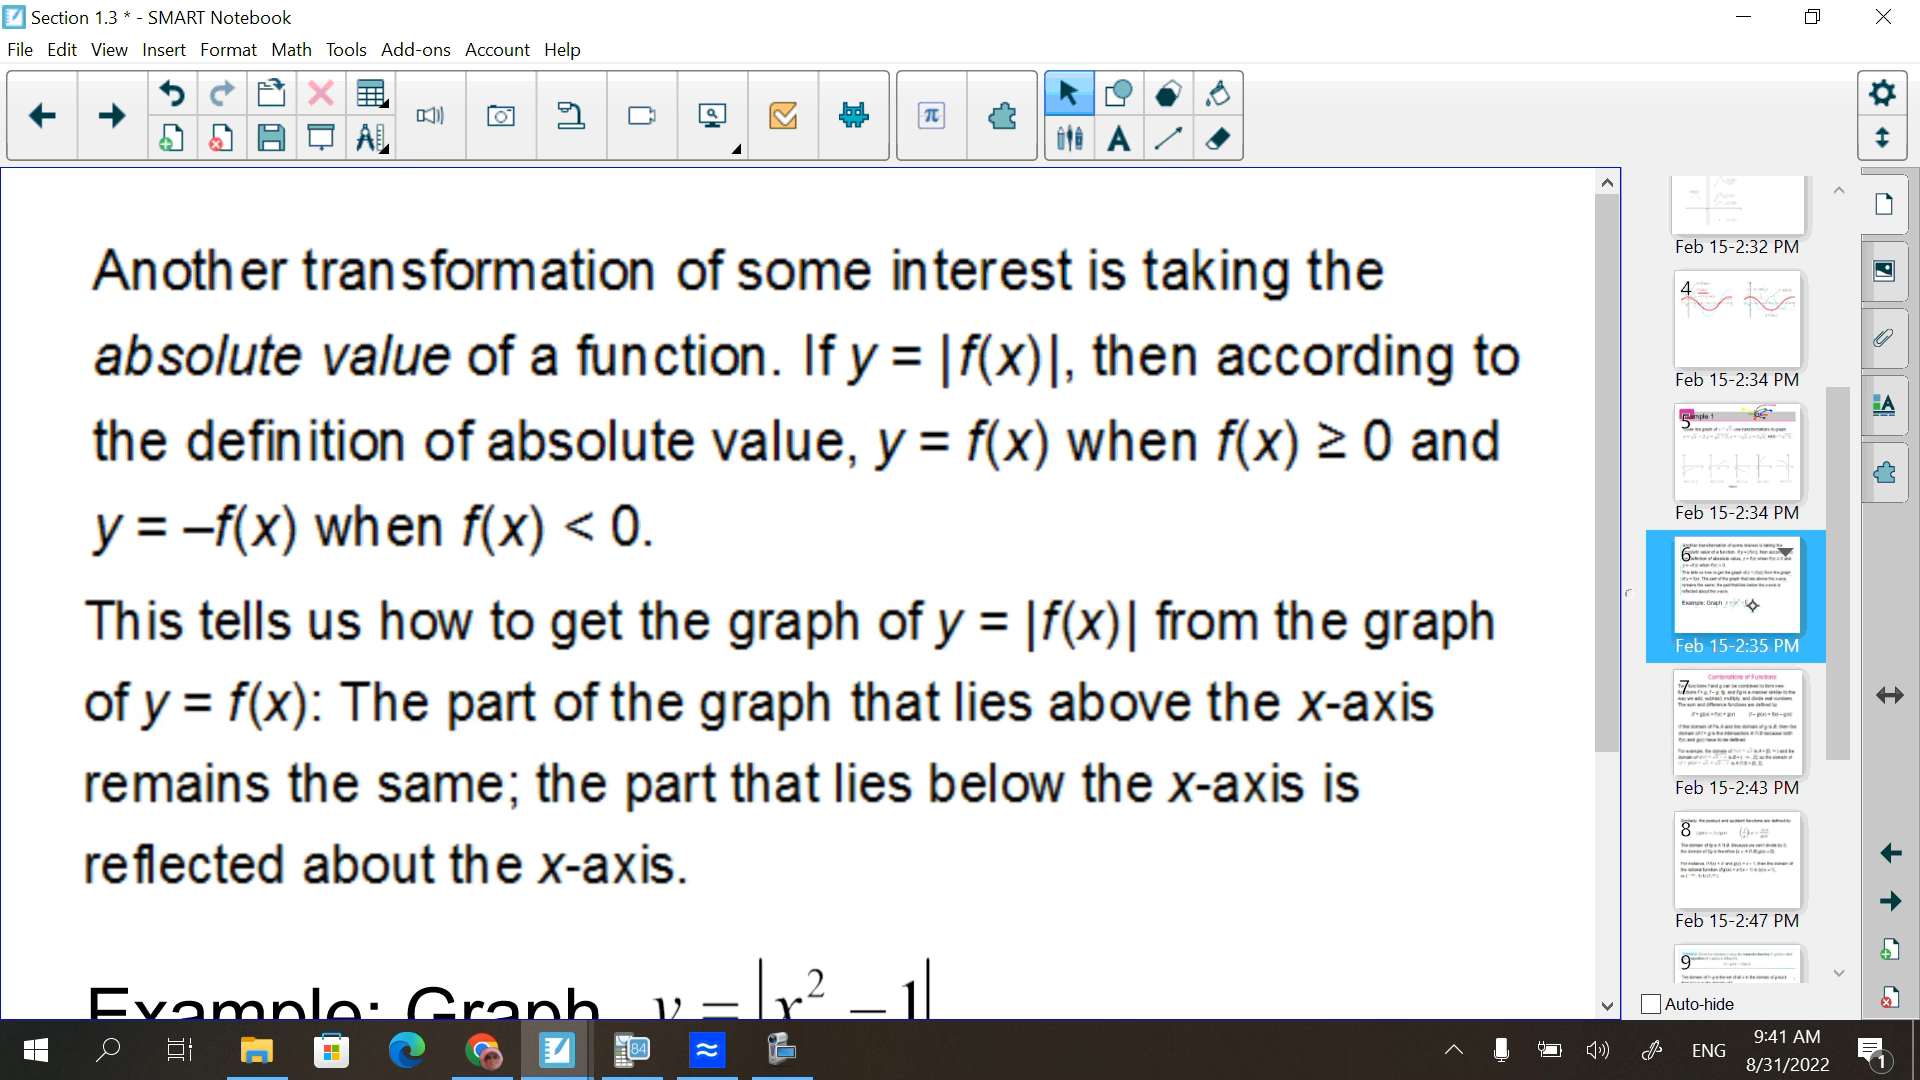 Section 1.3 * - SMART Notebook
File Edit View Insert Format Math Tools Add-ons Account Help
Another transformation of some interest is taking the
absolute value of a function. If y = |f(x)|, then according to
the definition of absolute value, y = f(x) when f(x) ≥ 0 and
y = –f(x) when f(x) < 0.
This tells us how to get the graph of y = |f(x)| from the graph
of y = f(x): The part of the graph that lies above the x-axis
remains the same; the part that lies below the x-axis is
reflected about the x-axis.
Example: Graph y = |x² – 1|
Feb 15-2:32 PM
4
Feb 15-2:34 PM
5
Feb 15-2:34 PM
6
Feb 15-2:35 PM
7
Combinations of Functions
Feb 15-2:43 PM
8
Feb 15-2:47 PM
9
Auto-hide
84
ENG
9:41 AM
8/31/2022
1